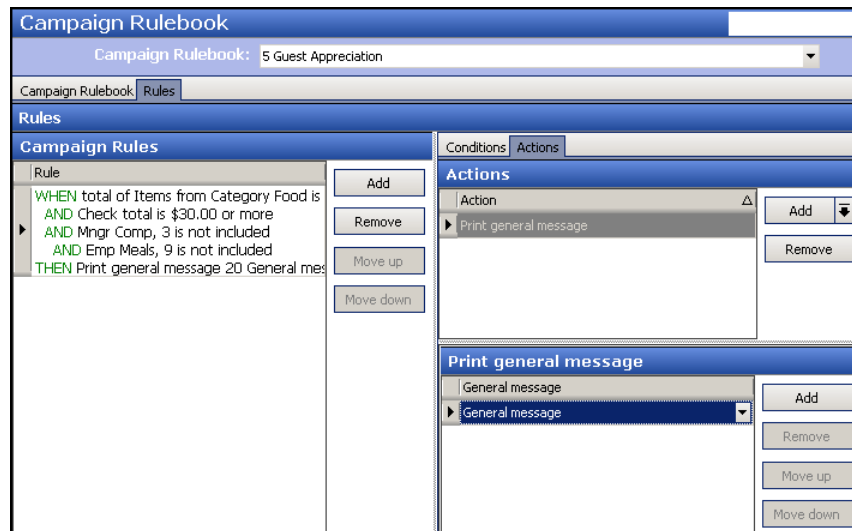 Campaign Rulebook
Campaign Rulebook: 5 Guest Appreciation
Campaign Rulebook Rules
Rules
Campaign Rules
Rule
WHEN total of Items from Category Food is
AND Check total is $30.00 or more
AND Mngr Comp, 3 is not included
AND Emp Meals, 9 is not included
THEN Print general message 20 General mes
Add
Remove
Move up
Move down
Conditions Actions
Actions
Action
Print general message
Add
Remove
Print general message
General message
General message
Add
Remove
Move up
Move down